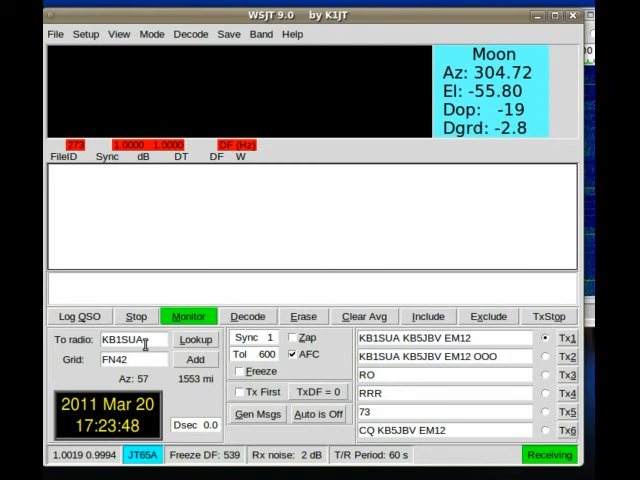 WSJT 9.0 by K1JT
File Setup View Mode Decode Save Band Help
Moon
Az: 304.72
El: -55.80
Dop: -19
Dgrd: -2.8
273 1.0000 1.0000 DF (Hz)
FileID Sync dB DT DF W
Log QSO Stop Monitor Decode Erase Clear Avg Include Exclude TxStop
To radio: KB1SUA Lookup
Grid: FN42 Add
Az: 57 1553 mi
2011 Mar 20
17:23:48
Dsec 0.0
Sync 1 Zap
Tol 600 AFC
Freeze
Tx First TxDF = 0
Gen Msgs Auto is Off
KB1SUA KB5JBV EM12 Tx1
KB1SUA KB5JBV EM12 OOO Tx2
RO Tx3
RRR Tx4
73 Tx5
CQ KB5JBV EM12 Tx6
1.0019 0.9994 JT65A Freeze DF: 539 Rx noise: 2 dB T/R Period: 60 s Receiving